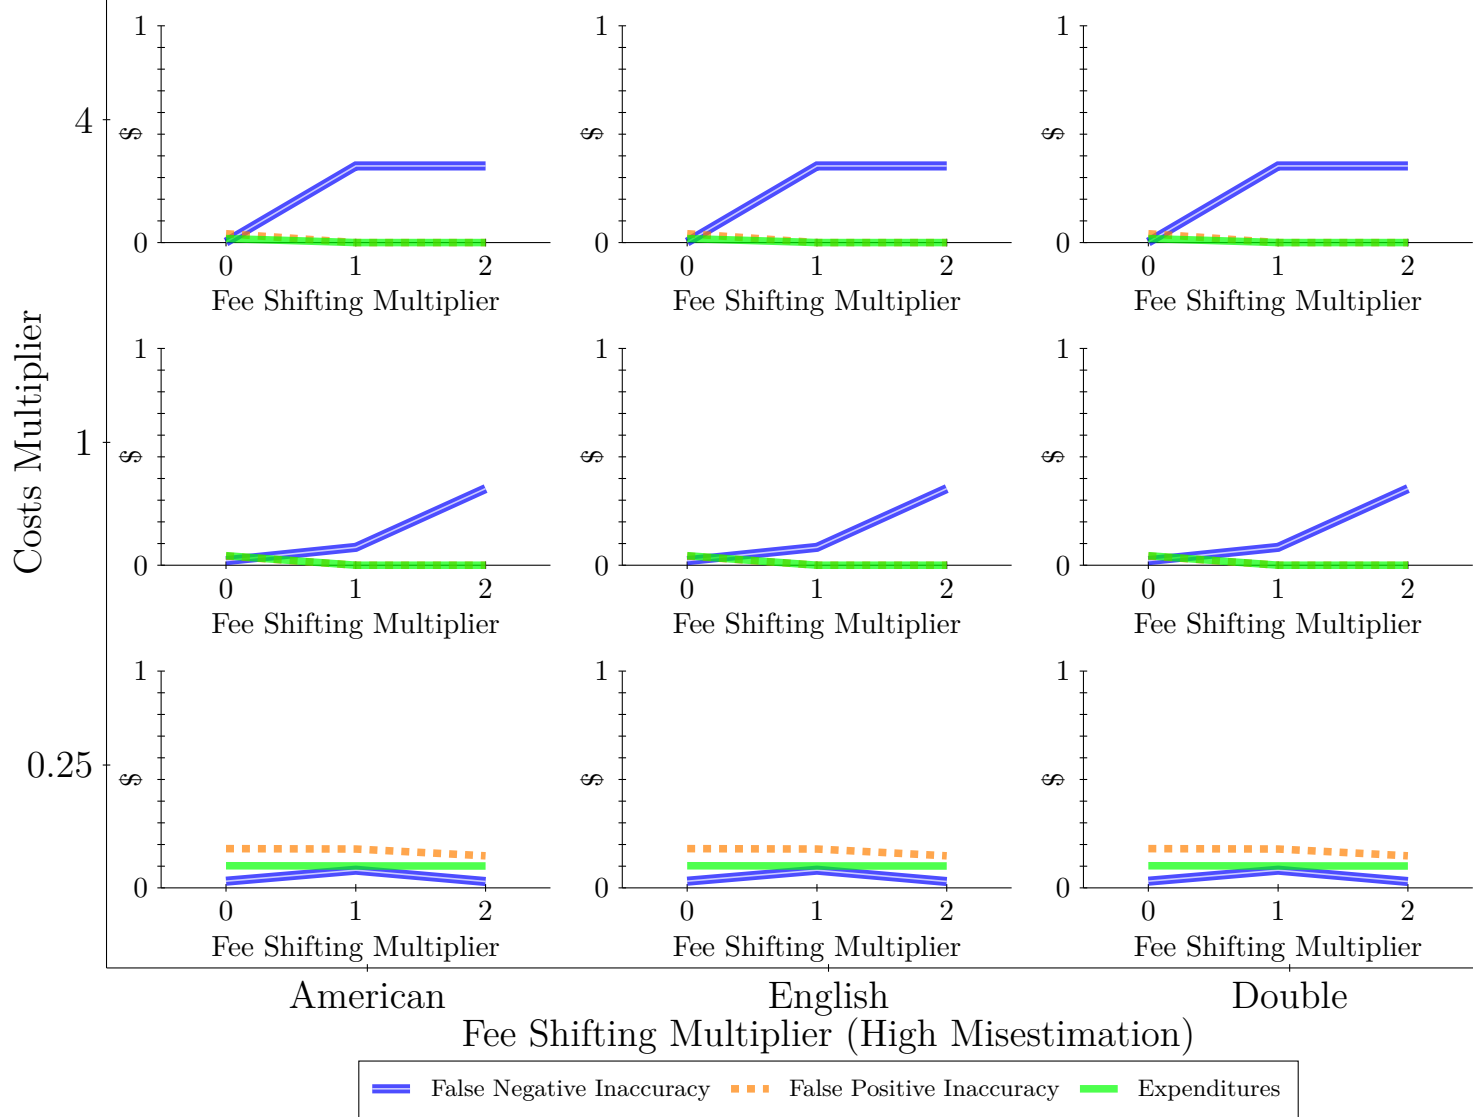 Costs Multiplier
4
1
$
0
0 1 2
Fee Shifting Multiplier
1
$
0
0 1 2
Fee Shifting Multiplier
1
$
0
0 1 2
Fee Shifting Multiplier
1
1
$
0
0 1 2
Fee Shifting Multiplier
1
$
0
0 1 2
Fee Shifting Multiplier
1
$
0
0 1 2
Fee Shifting Multiplier
0.25
1
$
0
0 1 2
Fee Shifting Multiplier
1
$
0
0 1 2
Fee Shifting Multiplier
1
$
0
0 1 2
Fee Shifting Multiplier
American English Double
Fee Shifting Multiplier (High Misestimation)
False Negative Inaccuracy False Positive Inaccuracy Expenditures